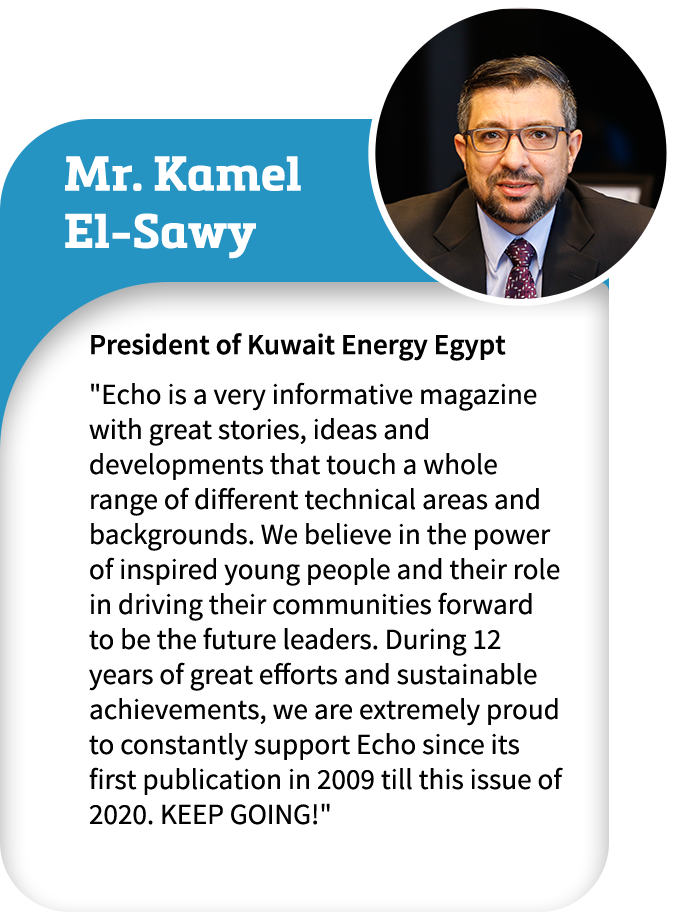 Mr. Kamel
El-Sawy
President of Kuwait Energy Egypt
"Echo is a very informative magazine
with great stories, ideas and
developments that touch a whole
range of different technical areas and
backgrounds. We believe in the power
of inspired young people and their role
in driving their communities forward
to be the future leaders. During 12
years of great efforts and sustainable
achievements, we are extremely proud
to constantly support Echo since its
first publication in 2009 till this issue of
2020. KEEP GOING!"